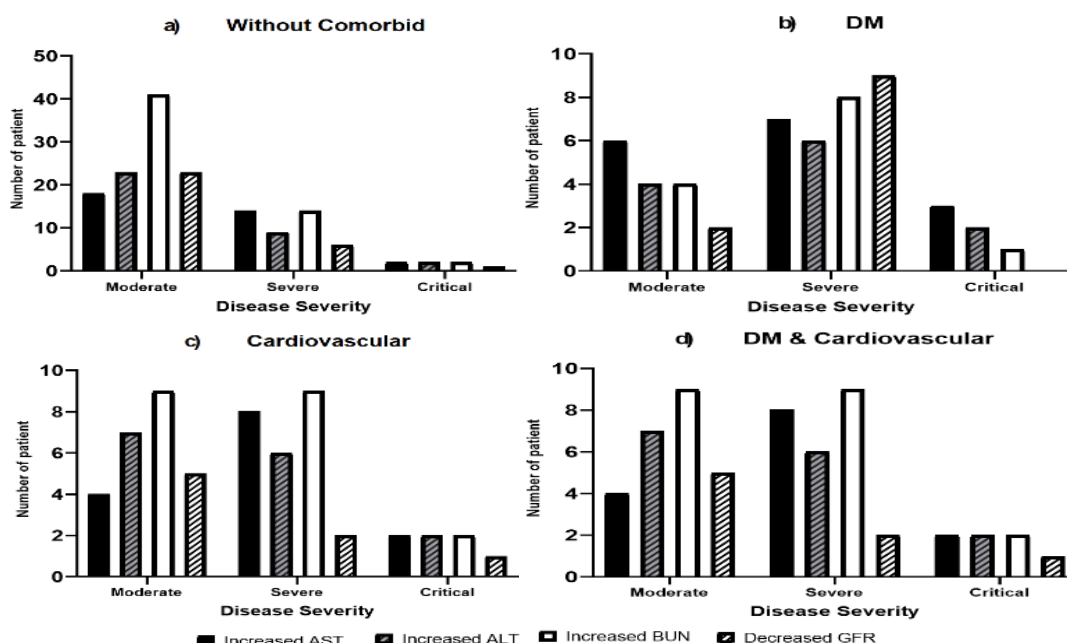 a) Without Comorbid
50
40
30
20
10
0
Number of patient
Moderate Severe Critical
Disease Severity
b) DM
10
8
6
4
2
0
Number of patient
Moderate Severe Critical
Disease Severity
c) Cardiovascular
10
8
6
4
2
0
Number of patient
Moderate Severe Critical
Disease Severity
d) DM & Cardiovascular
10
8
6
4
2
0
Number of patient
Moderate Severe Critical
Disease Severity
Increased AST Increased ALT Increased BUN Decreased GFR